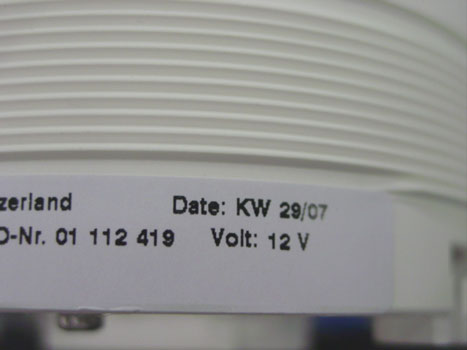 zerland Date: KW 29/07
D-Nr. 01 112 419 Volt: 12 V